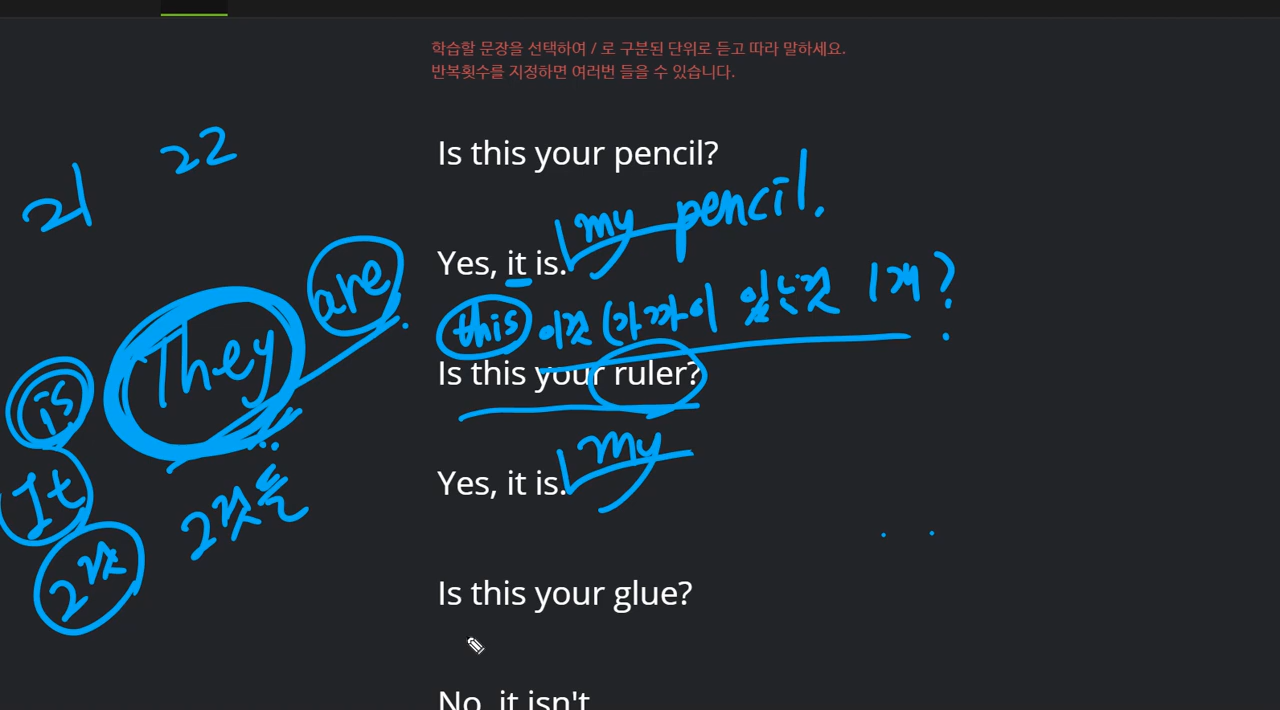 학습할 문장을 선택하여 / 로 구분된 단위로 듣고 따라 말하세요.
반복횟수를 지정하면 여러번 들을 수 있습니다.
22
21
Is this your pencil?
my pencil.
Yes, it is.
are
They
this 이것 (가까이 있는것 1개?
is
Is this your ruler?
my
Yes, it is.
It
그것들
그것
Is this your glue?
No, it isn't